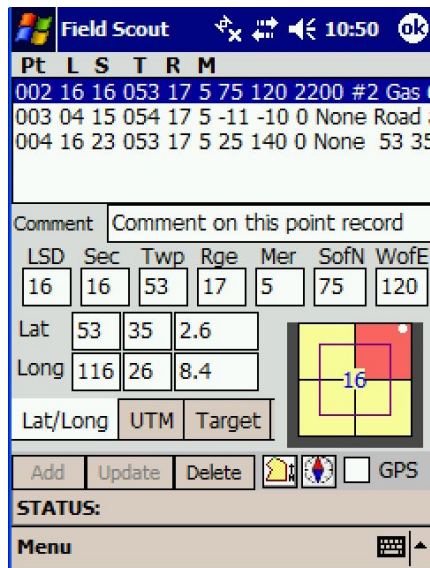 Field Scout 10:50 ok
Pt L S T R M
002 16 16 053 17 5 75 120 2200 #2 Gas
003 04 15 054 17 5 -11 -10 0 None Road
004 16 23 053 17 5 25 140 0 None 53 35
Comment Comment on this point record
LSD Sec Twp Rge Mer SofN WofE
16 16 53 17 5 75 120
Lat 53 35 2.6
Long 116 26 8.4
16
Lat/Long UTM Target
Add Update Delete GPS
STATUS:
Menu